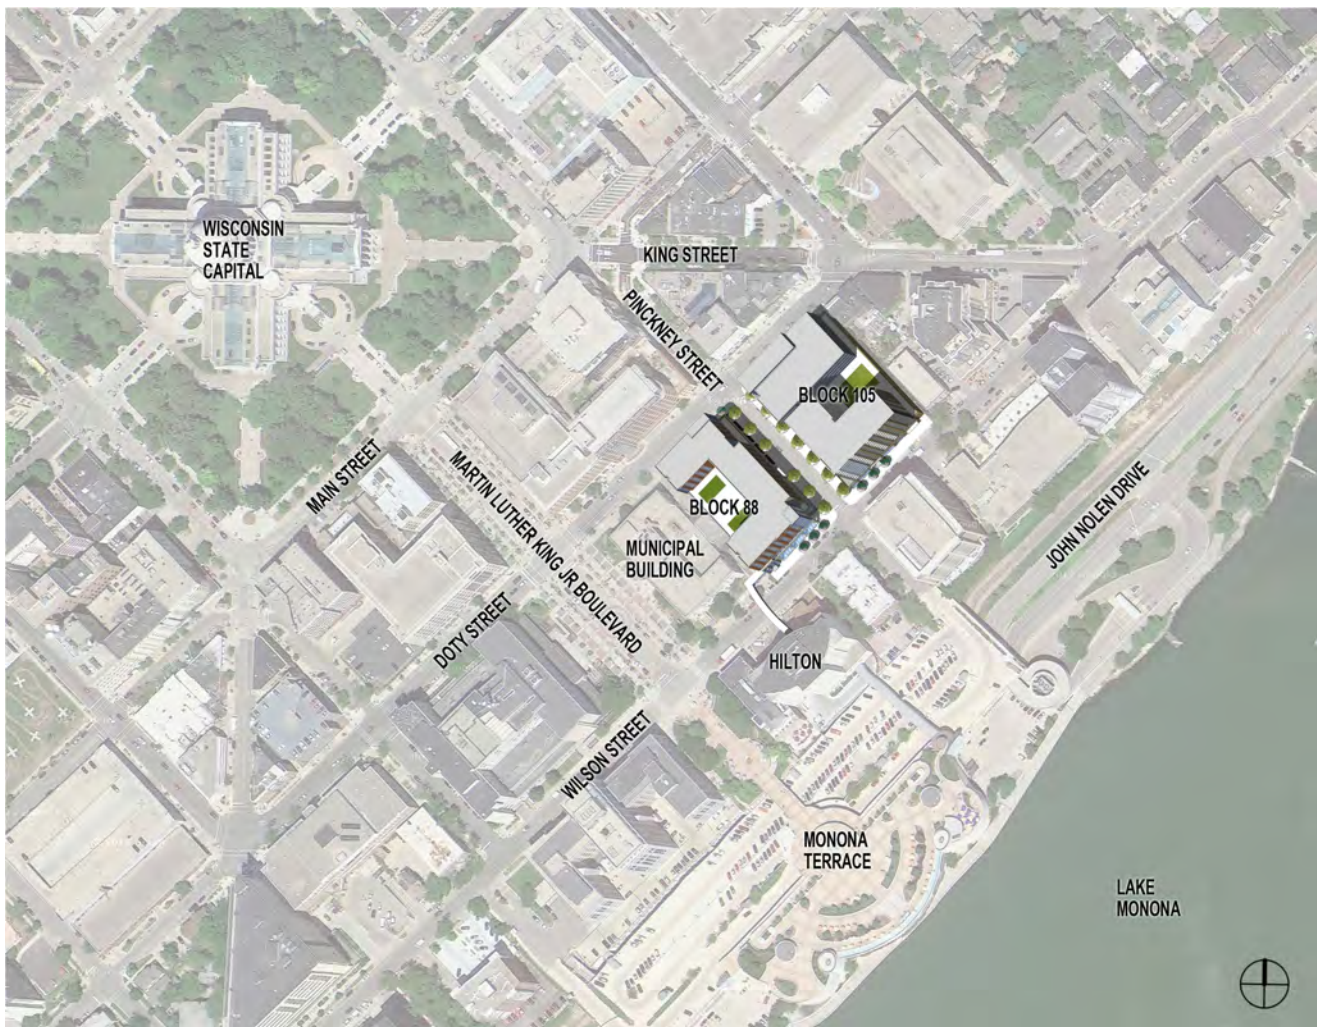 WISCONSIN
STATE
CAPITAL
KING STREET
PINCKNEY STREET
BLOCK 105
MAIN STREET
MARTIN LUTHER KING JR BOULEVARD
BLOCK 88
MUNICIPAL
BUILDING
JOHN NOLEN DRIVE
DOTY STREET
HILTON
WILSON STREET
MONONA
TERRACE
LAKE
MONONA